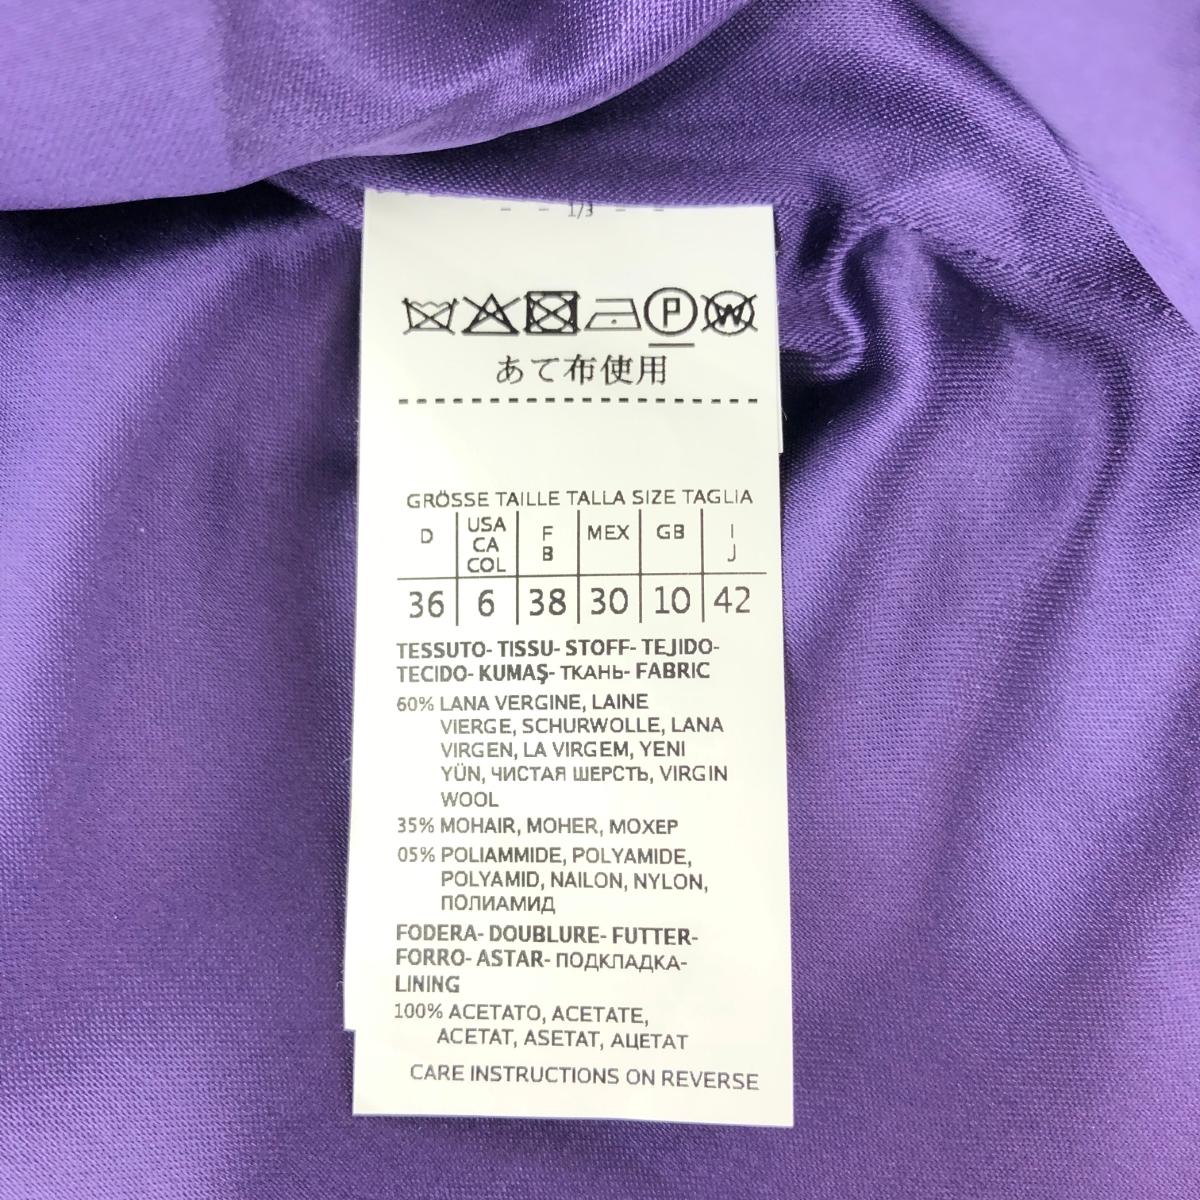 - - 1/3 - -
P W
あて布使用
GRÖSSE TAILLE TALLA SIZE TAGLIA
D USA CA COL F B MEX GB I J
36 6 38 30 10 42
TESSUTO- TISSU- STOFF- TEJIDO-
TECIDO- KUMAŞ- ТКАНЬ- FABRIC
60% LANA VERGINE, LAINE
VIERGE, SCHURWOLLE, LANA
VIRGEN, LA VIRGEM, YENI
YÜN, ЧИСТАЯ ШЕРСТЬ, VIRGIN
WOOL
35% MOHAIR, MOHER, МОХЕР
05% POLIAMMIDE, POLYAMIDE,
POLYAMID, NAILON, NYLON,
ПОЛИАМИД
FODERA- DOUBLURE- FUTTER-
FORRO- ASTAR- ПОДКЛАДКА-
LINING
100% ACETATO, ACETATE,
ACETAT, ASETAT, АЦЕТАТ
CARE INSTRUCTIONS ON REVERSE